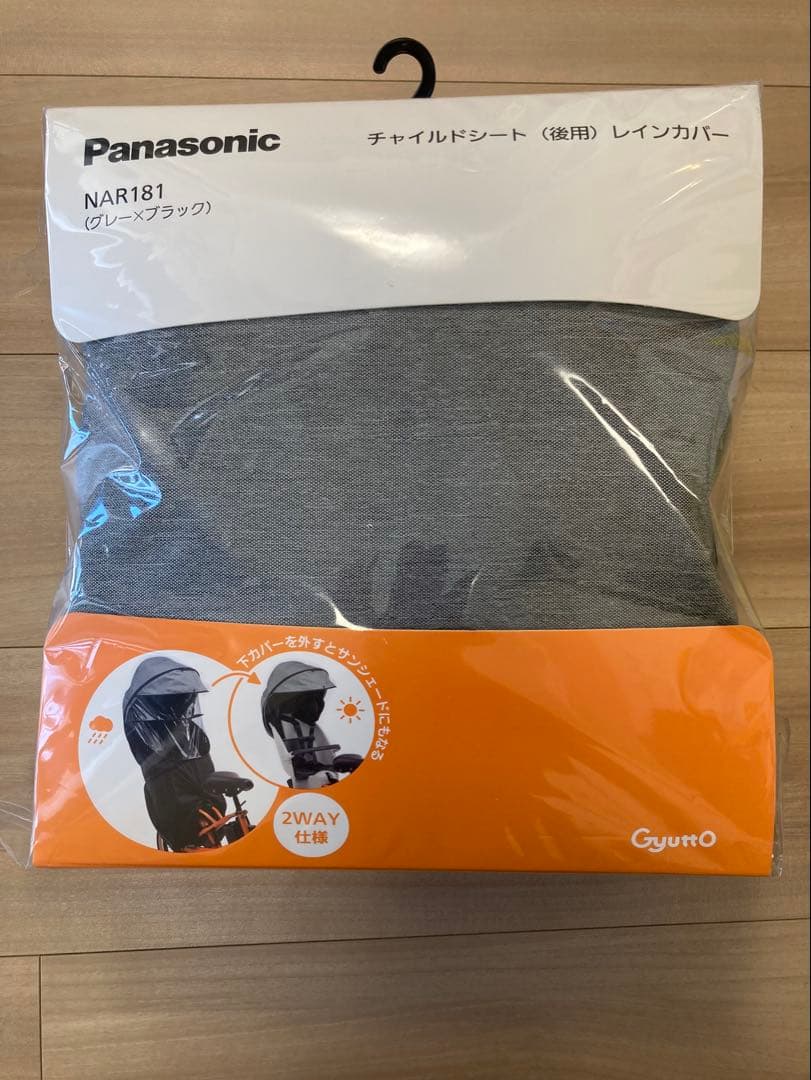 Panasonic
チャイルドシート（後用）レインカバー
NAR181
(グレー×ブラック)
下カバーを外すとサンシェードにもなる
2WAY
仕様
Gyutto